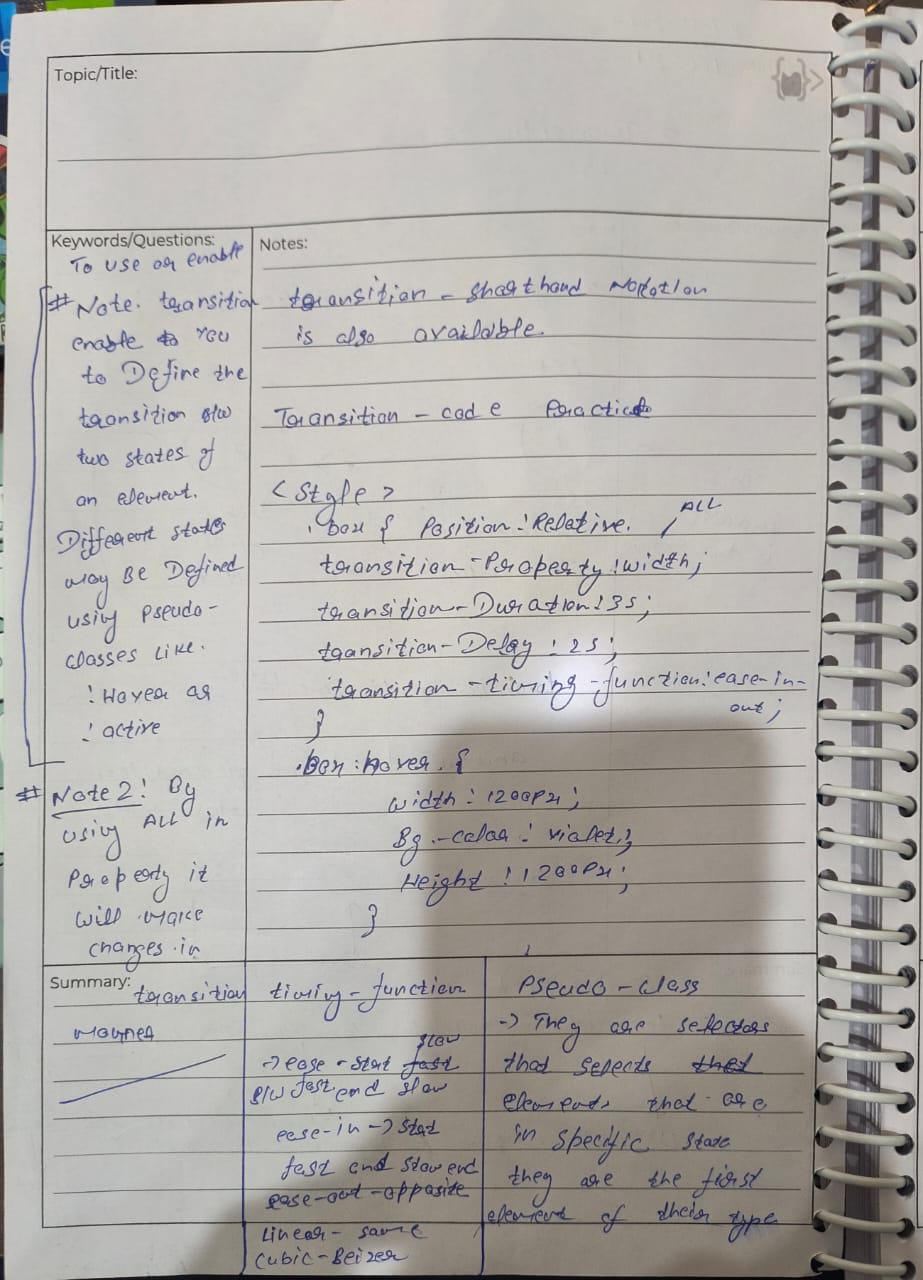 Topic/Title:
Keywords/Questions:
To use or enable
# Note. transition
enable to You
to Define the
transition b/w
two states of
an element.
Different states
may Be Defined
using pseudo-
classes Like.
: Hover or
: active
# Note 2: By
using ALL in
Property it
will make
changes in
Notes:
transition - shorthand Notation
is also available.
Transition - code Practice
<Style>
.box { Position: Relative. ALL
transition-Property: width;
transition-Duration: 3s;
transition-Delay: 2s;
transition-timing-function: ease-in-
out;
}
.Box:Hover. {
width: 1200Px;
Bg.-color: violet;
Height: 1200Px;
}
Summary:
transition
timing-function
-> ease - start fast slow
b/w fast end slow
ease-in -> start
fast and slow end
ease-out - opposite
Linear - same
Cubic-Beizer
Pseudo-class
-> They are selectors
that selects that
elements that are
in specific state
they are the first
element of their type